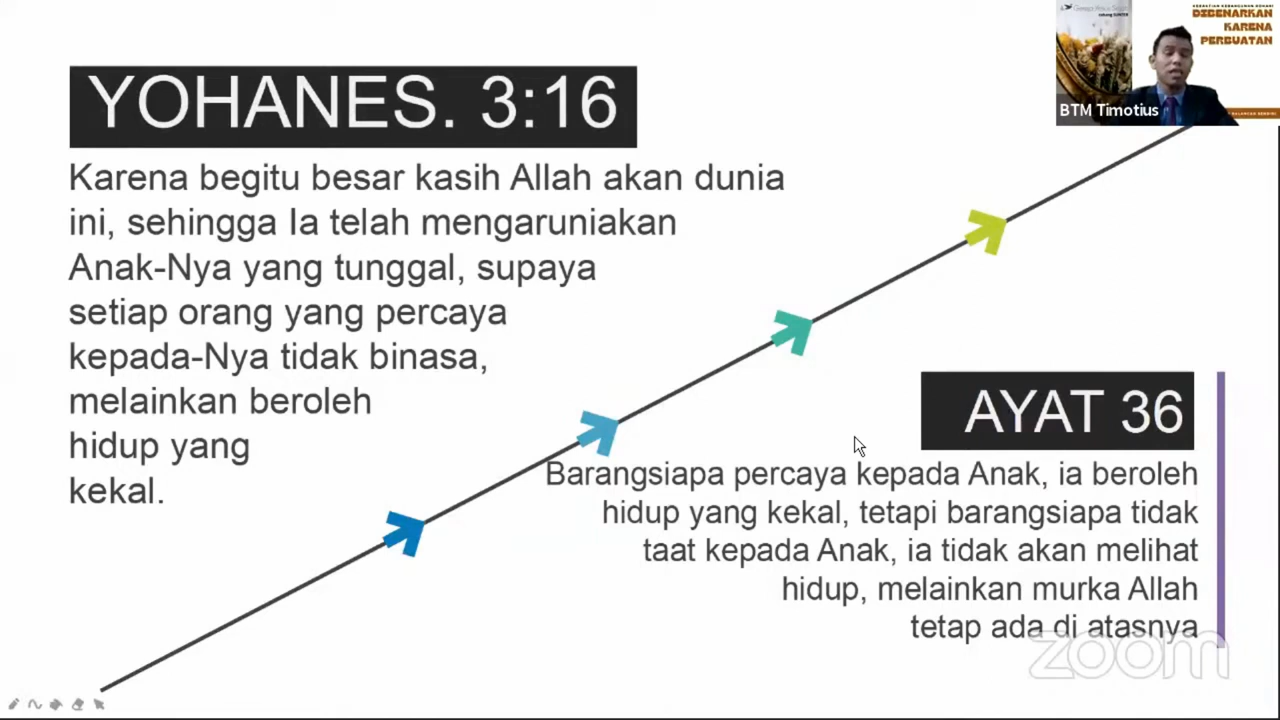 YOHANES. 3:16
Karena begitu besar kasih Allah akan dunia
ini, sehingga Ia telah mengaruniakan
Anak-Nya yang tunggal, supaya
setiap orang yang percaya
kepada-Nya tidak binasa,
melainkan beroleh
hidup yang
kekal.
AYAT 36
Barangsiapa percaya kepada Anak, ia beroleh
hidup yang kekal, tetapi barangsiapa tidak
taat kepada Anak, ia tidak akan melihat
hidup, melainkan murka Allah
tetap ada di atasnya
DIBENARKAN
KARENA
PERBUATAN
BTM Timotius
zoom